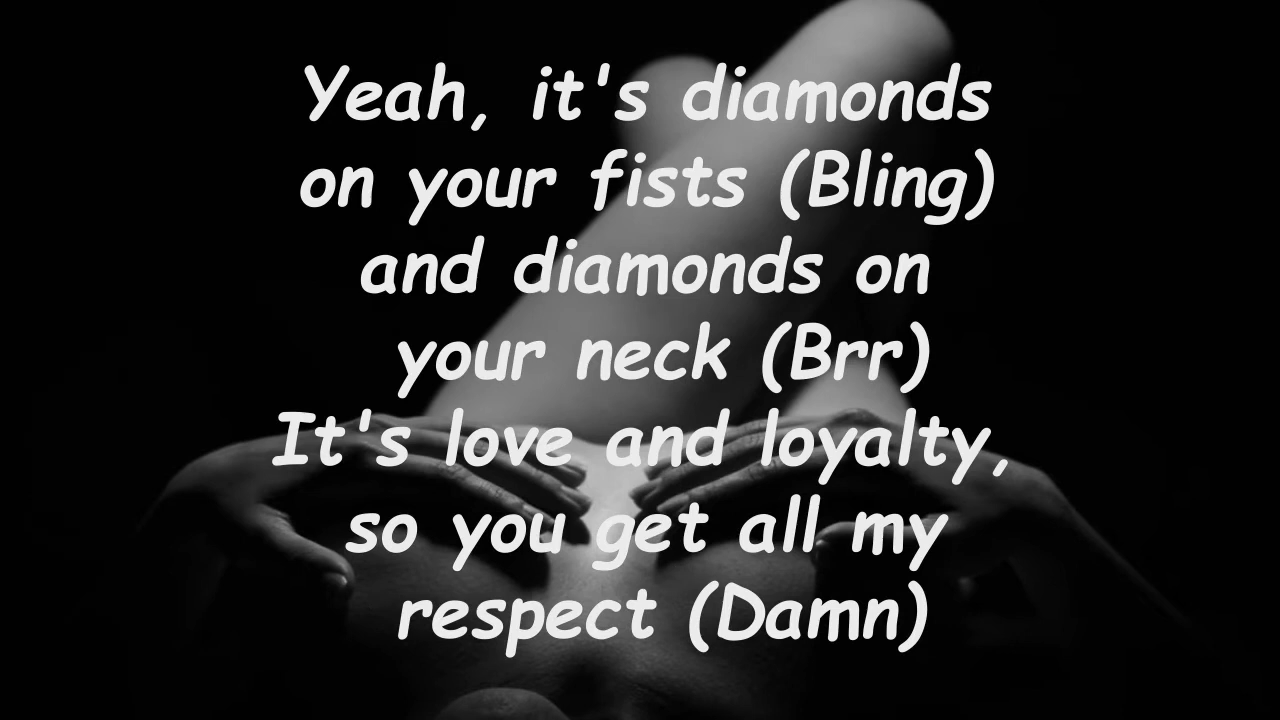 Yeah, it's diamonds
on your fists (Bling)
and diamonds on
your neck (Brr)
It's love and loyalty,
so you get all my
respect (Damn)